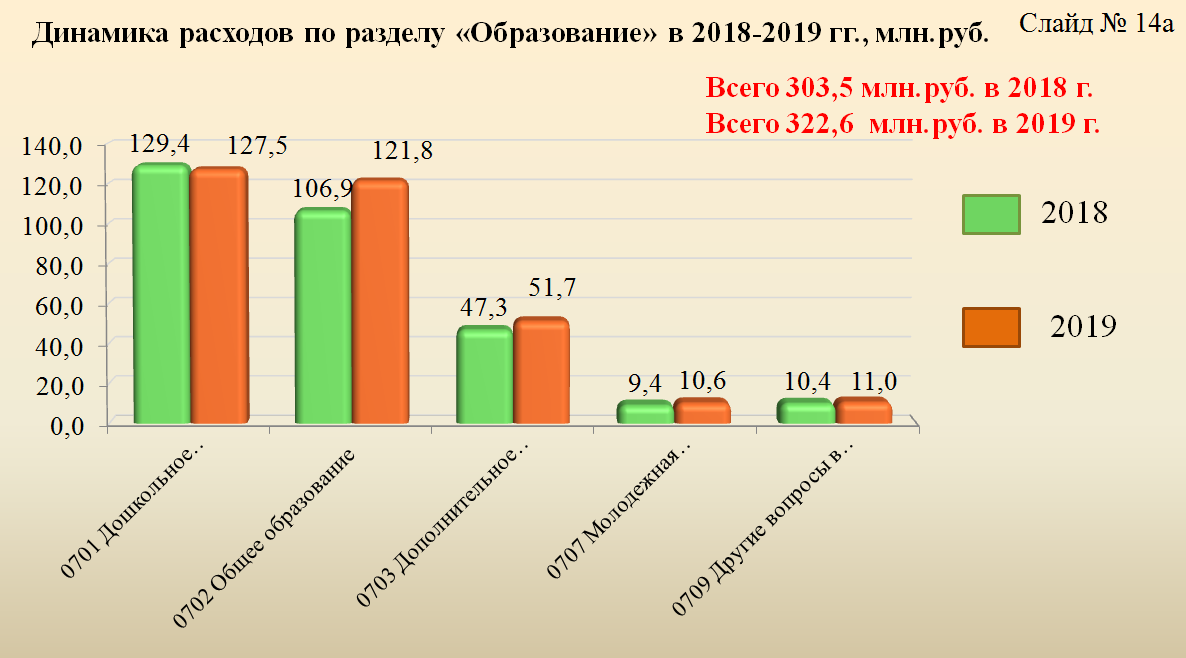 Слайд № 14а
Динамика расходов по разделу «Образование» в 2018-2019 гг., млн.руб.
Всего 303,5 млн.руб. в 2018 г.
Всего 322,6 млн.руб. в 2019 г.
140,0
120,0
100,0
80,0
60,0
40,0
20,0
0,0
129,4
127,5
106,9
121,8
47,3
51,7
9,4
10,6
10,4
11,0
0701 Дошкольное..
0702 Общее образование
0703 Дополнительное..
0707 Молодежная..
0709 Другие вопросы в..
2018
2019